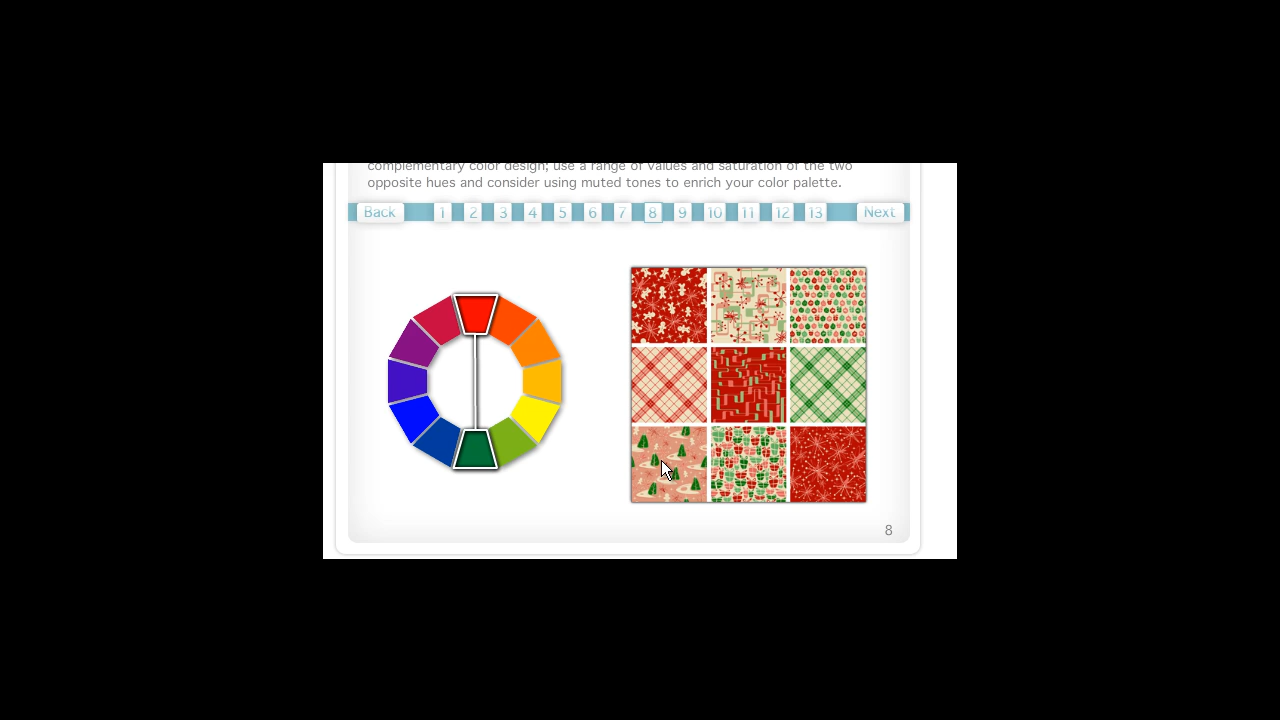 complementary color design; use a range of values and saturation of the two
opposite hues and consider using muted tones to enrich your color palette.
Back 1 2 3 4 5 6 7 8 9 10 11 12 13 Next
8